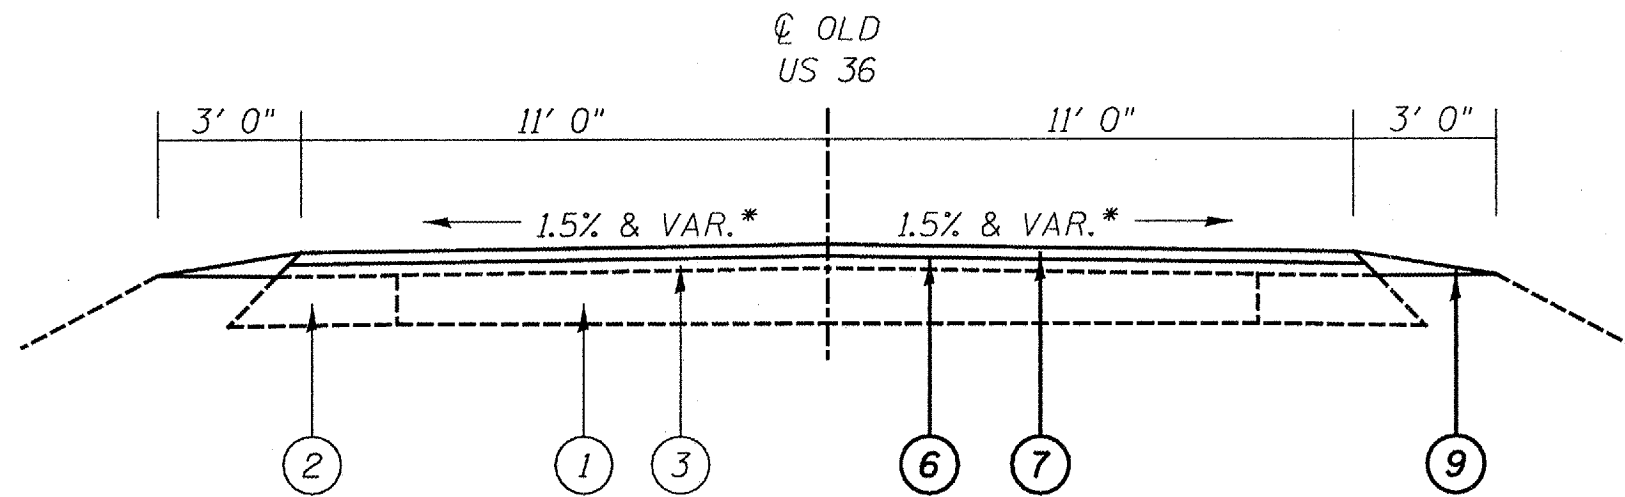 ℄ OLD
US 36
3' 0" 11' 0" 11' 0" 3' 0"
1.5% & VAR.* 1.5% & VAR.*
2 1 3 6 7 9